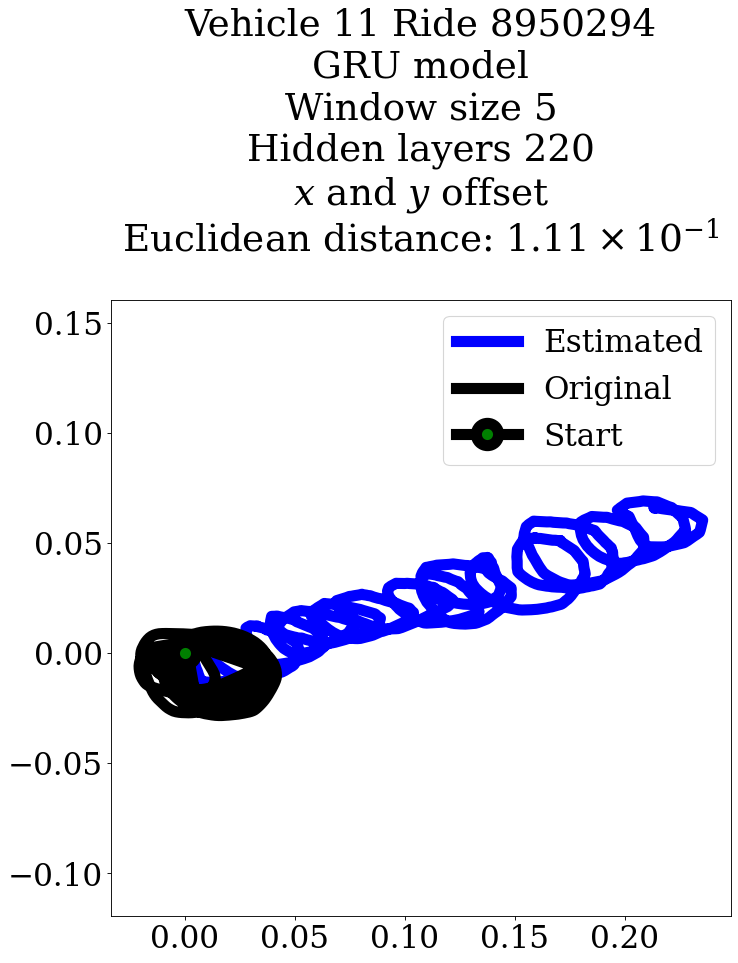 Vehicle 11 Ride 8950294
GRU model
Window size 5
Hidden layers 220
x and y offset
Euclidean distance: 1.11 × 10⁻¹
Estimated
Original
Start
0.15
0.10
0.05
0.00
−0.05
−0.10
0.00 0.05 0.10 0.15 0.20